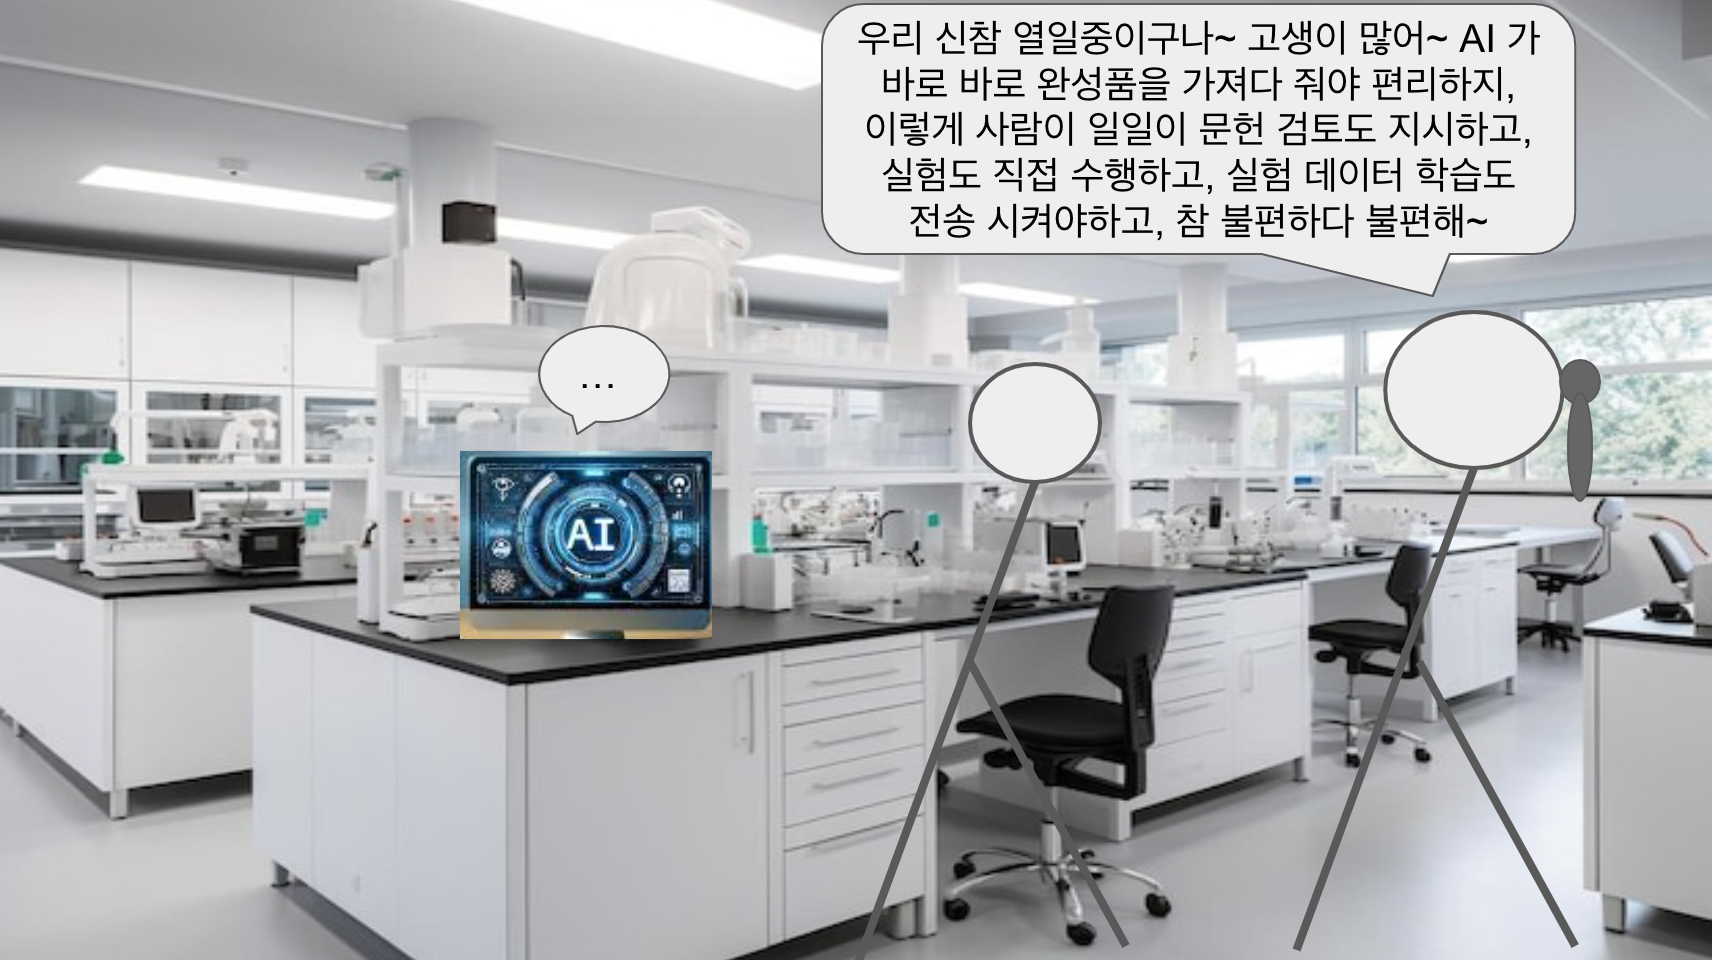 우리 신참 열일중이구나~ 고생이 많어~ AI 가
바로 바로 완성품을 가져다 줘야 편리하지,
이렇게 사람이 일일이 문헌 검토도 지시하고,
실험도 직접 수행하고, 실험 데이터 학습도
전송 시켜야하고, 참 불편하다 불편해~
...
AI